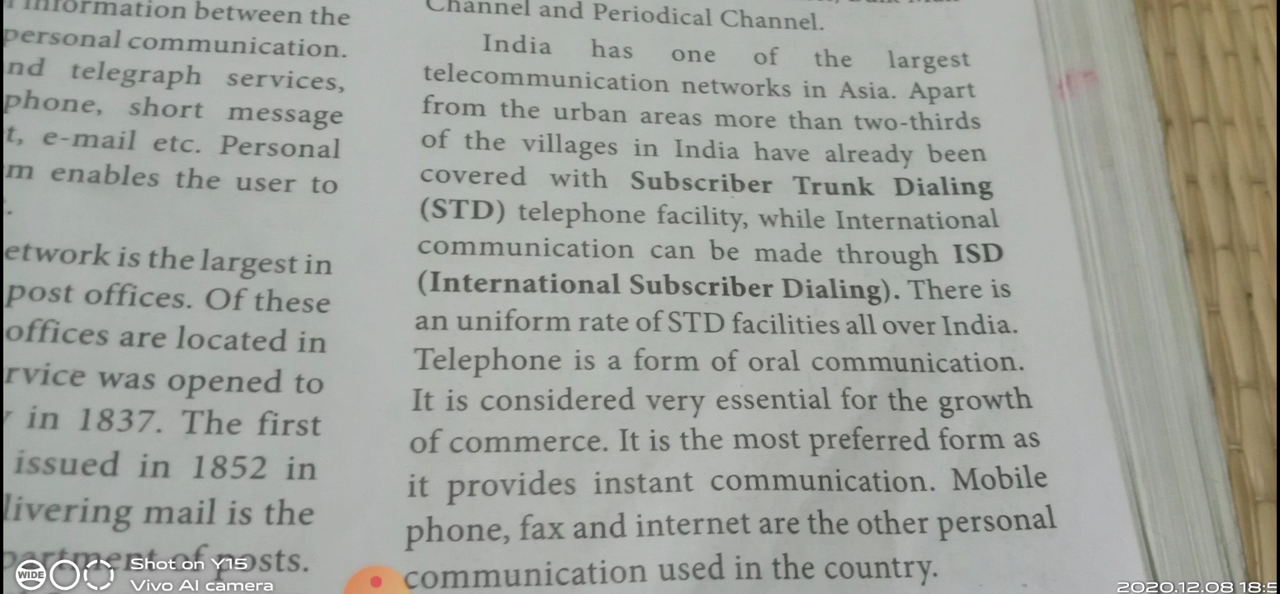 information between the
personal communication.
nd telegraph services,
phone, short message
t, e-mail etc. Personal
m enables the user to
.
etwork is the largest in
post offices. Of these
offices are located in
rvice was opened to
in 1837. The first
issued in 1852 in
livering mail is the
partment of posts.
Channel and Periodical Channel.
India has one of the largest
telecommunication networks in Asia. Apart
from the urban areas more than two-thirds
of the villages in India have already been
covered with Subscriber Trunk Dialing
(STD) telephone facility, while International
communication can be made through ISD
(International Subscriber Dialing). There is
an uniform rate of STD facilities all over India.
Telephone is a form of oral communication.
It is considered very essential for the growth
of commerce. It is the most preferred form as
it provides instant communication. Mobile
phone, fax and internet are the other personal
communication used in the country.
WIDE
Shot on Y15
Vivo AI camera
2020.12.08 18:5